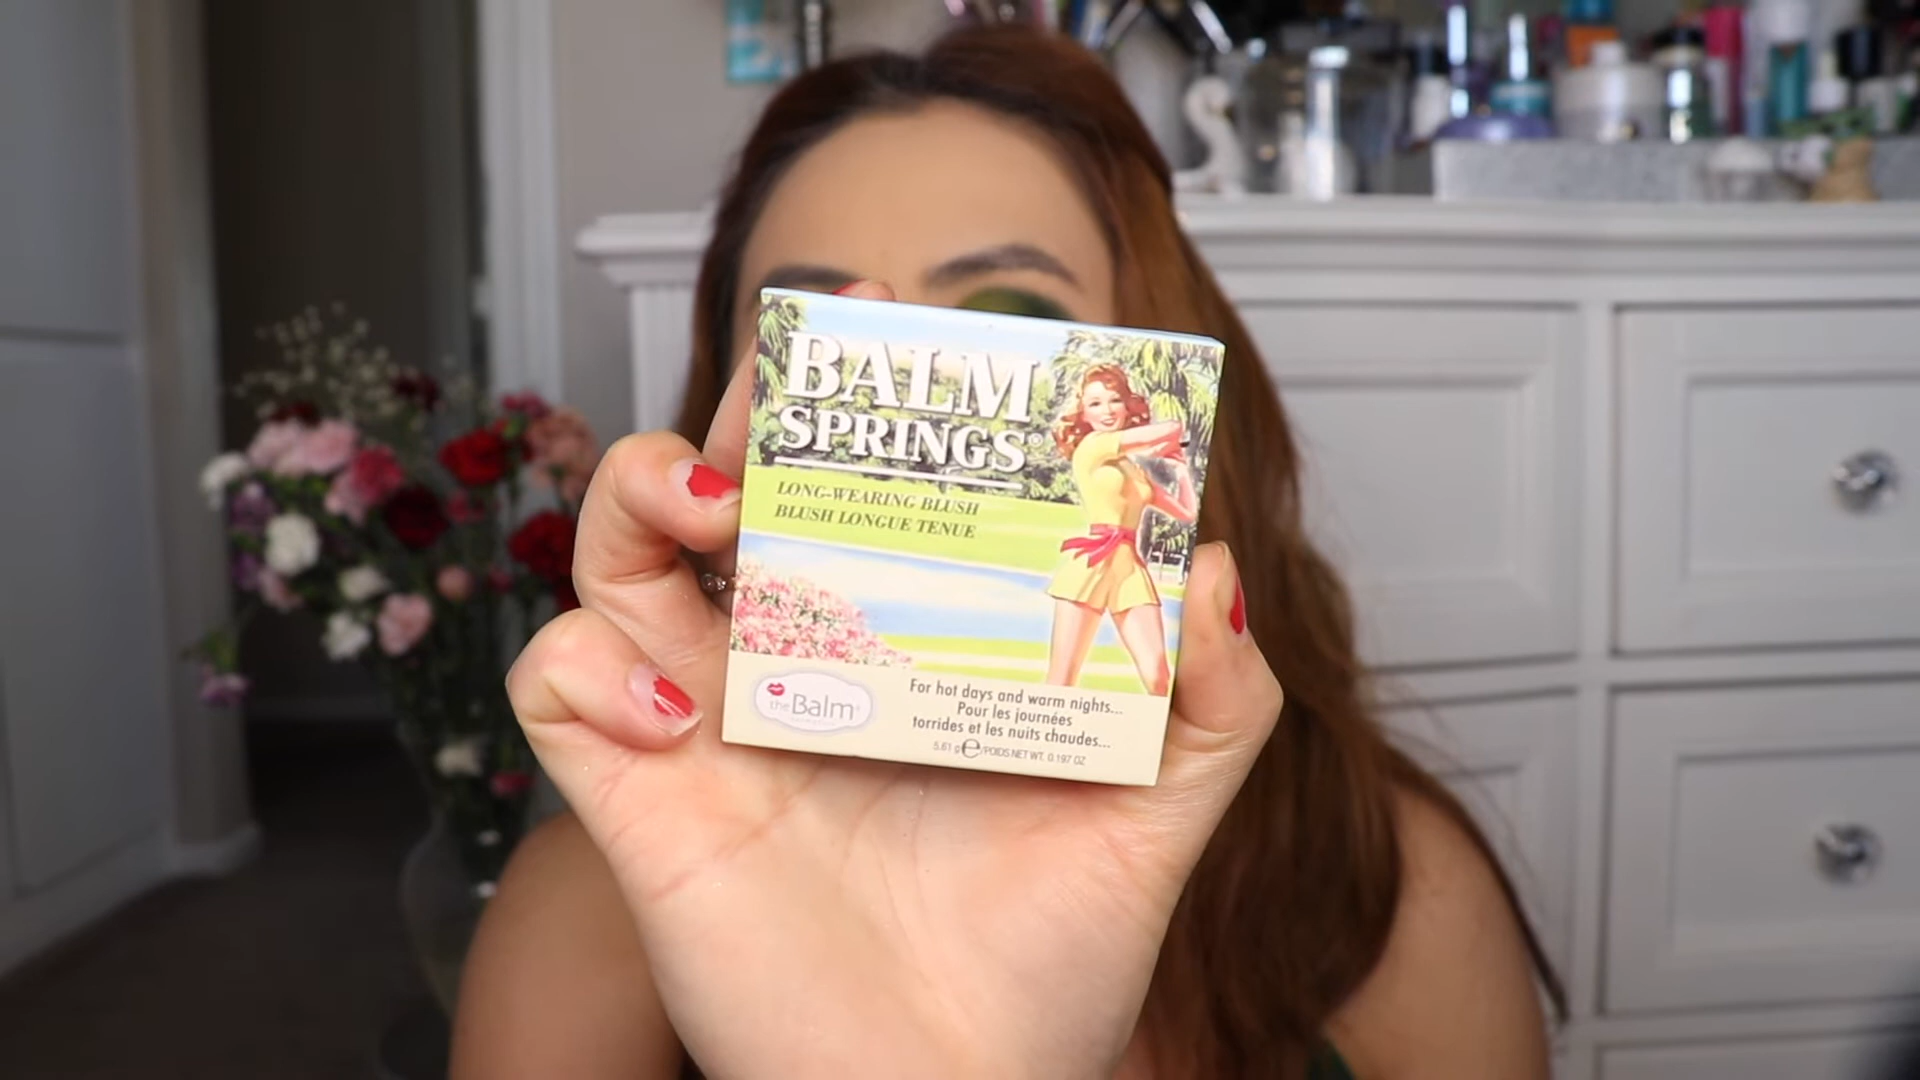 BALM
SPRINGS®
LONG-WEARING BLUSH
BLUSH LONGUE TENUE
theBalm
For hot days and warm nights...
Pour les journées
torrides et les nuits chaudes...
5.61 g e/POIDS NET WT. 0.197 OZ